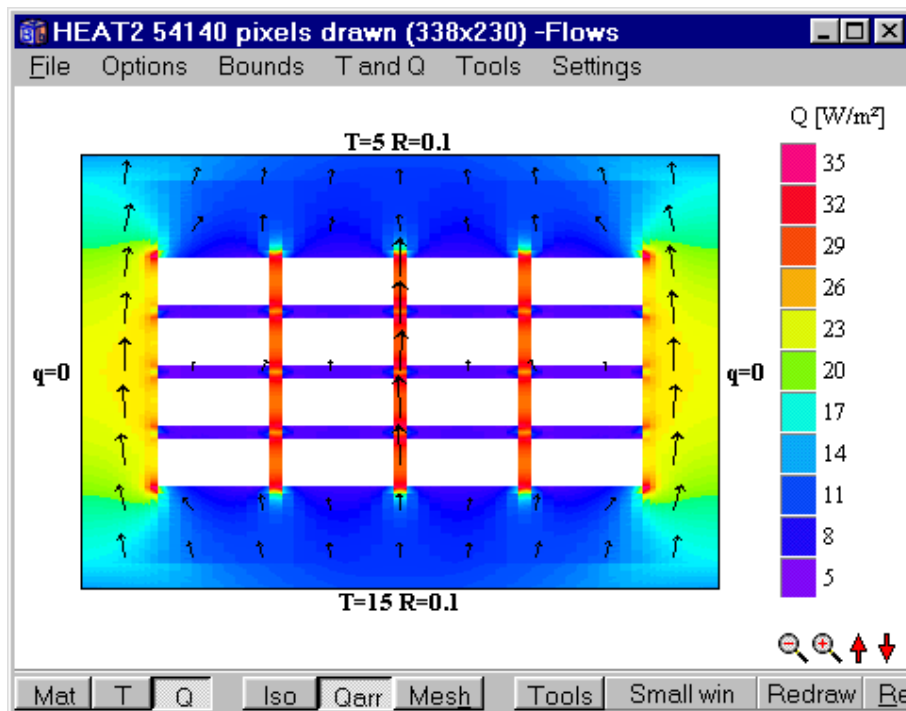 HEAT2 54140 pixels drawn (338x230) -Flows
File Options Bounds T and Q Tools Settings
Q [W/m²]
T=5 R=0.1
35
32
29
26
23
20
17
14
11
8
5
q=0
q=0
T=15 R=0.1
Mat T Q Iso Qarr Mesh Tools Small win Redraw Re